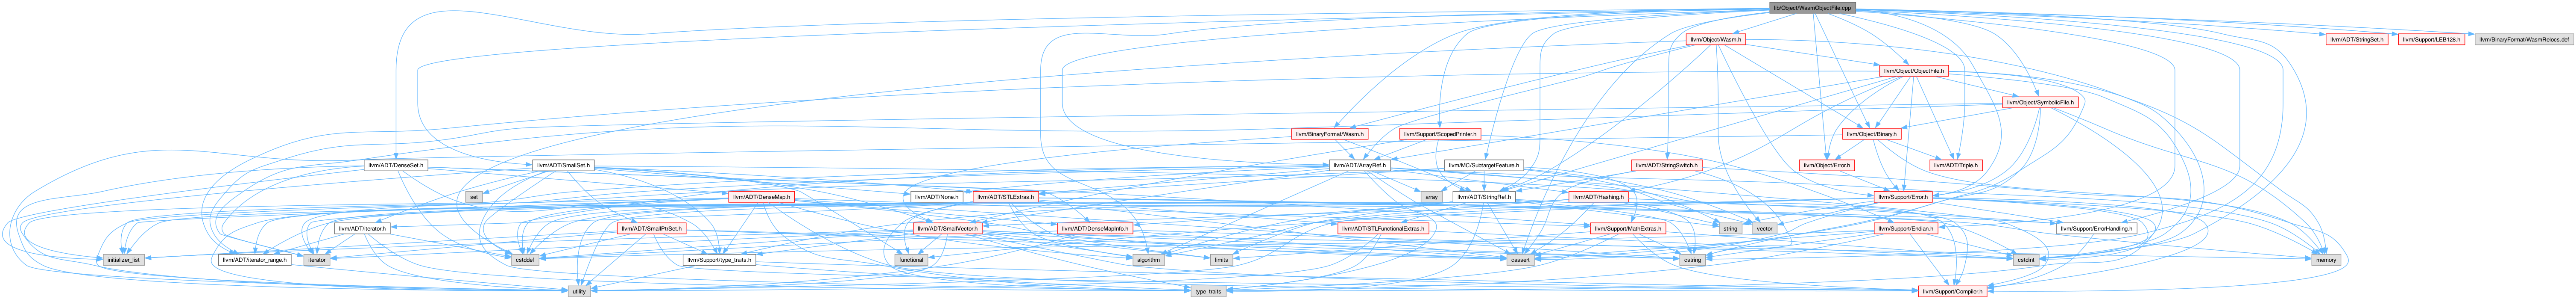 lib/Object/WasmObjectFile.cpp
llvm/Object/Wasm.h
llvm/ADT/StringSet.h
llvm/Support/LEB128.h
llvm/BinaryFormat/WasmRelocs.def
llvm/Object/ObjectFile.h
llvm/Object/SymbolicFile.h
llvm/BinaryFormat/Wasm.h
llvm/Support/ScopedPrinter.h
llvm/Object/Binary.h
llvm/ADT/DenseSet.h
llvm/ADT/SmallSet.h
llvm/ADT/ArrayRef.h
llvm/MC/SubtargetFeature.h
llvm/ADT/StringSwitch.h
llvm/Object/Error.h
llvm/ADT/Triple.h
set
llvm/ADT/DenseMap.h
llvm/ADT/None.h
llvm/ADT/STLExtras.h
array
llvm/ADT/StringRef.h
llvm/ADT/Hashing.h
llvm/Support/Error.h
llvm/ADT/iterator.h
llvm/ADT/SmallPtrSet.h
llvm/ADT/SmallVector.h
llvm/ADT/DenseMapInfo.h
llvm/ADT/STLFunctionalExtras.h
string
vector
llvm/Support/MathExtras.h
llvm/Support/Endian.h
llvm/Support/ErrorHandling.h
initializer_list
llvm/ADT/iterator_range.h
iterator
cstddef
llvm/Support/type_traits.h
functional
algorithm
limits
cassert
cstring
cstdint
memory
utility
type_traits
llvm/Support/Compiler.h